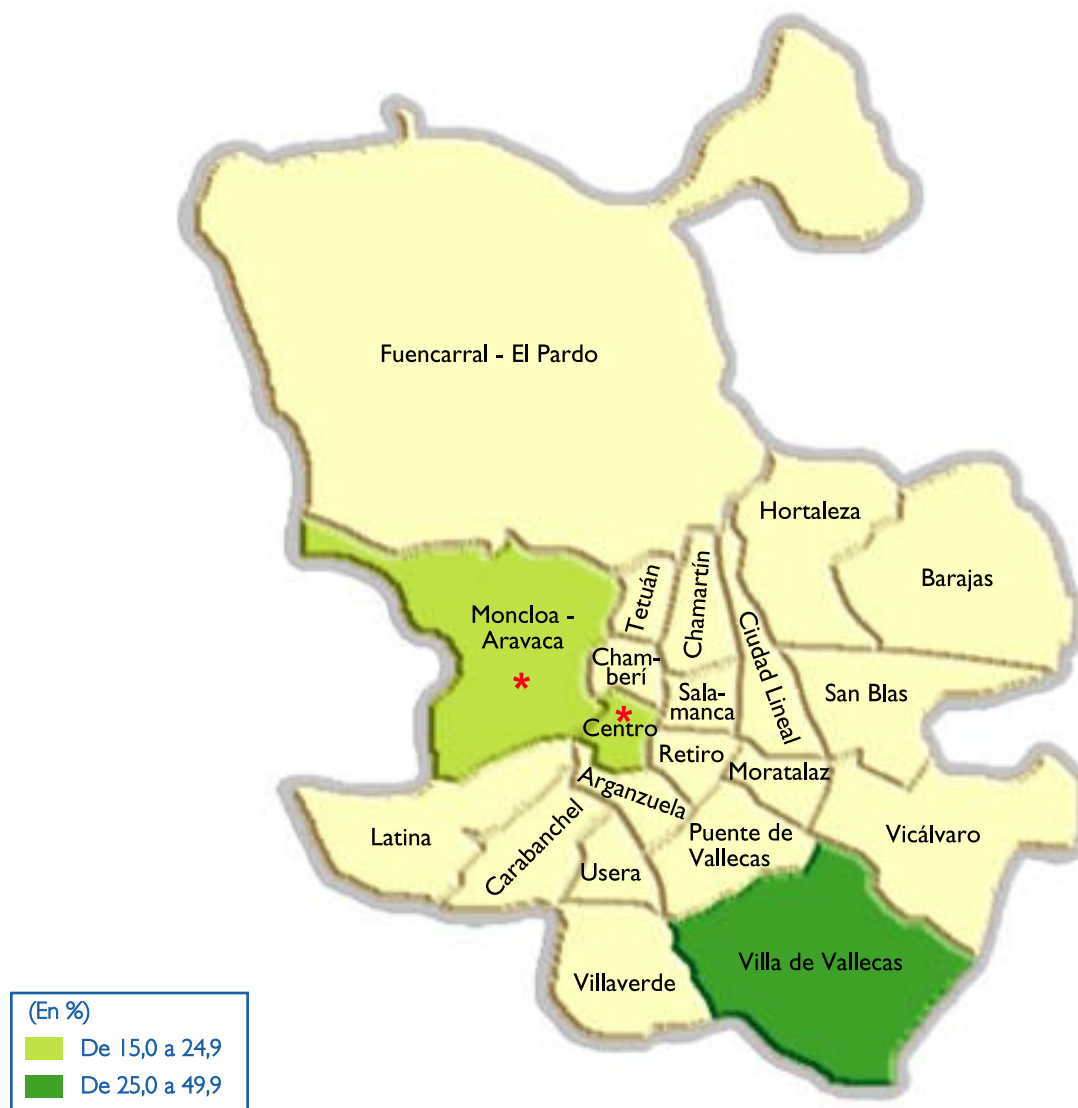 Fuencarral - El Pardo
Hortaleza
Barajas
Tetuán
Chamartín
Ciudad Lineal
Moncloa -
Aravaca
*
Cham-
berí
Sala-
manca
San Blas
*
Centro
Retiro
Moratalaz
Arganzuela
Latina
Carabanchel
Usera
Puente de
Vallecas
Vicálvaro
Villaverde
Villa de Vallecas
(En %)
De 15,0 a 24,9
De 25,0 a 49,9